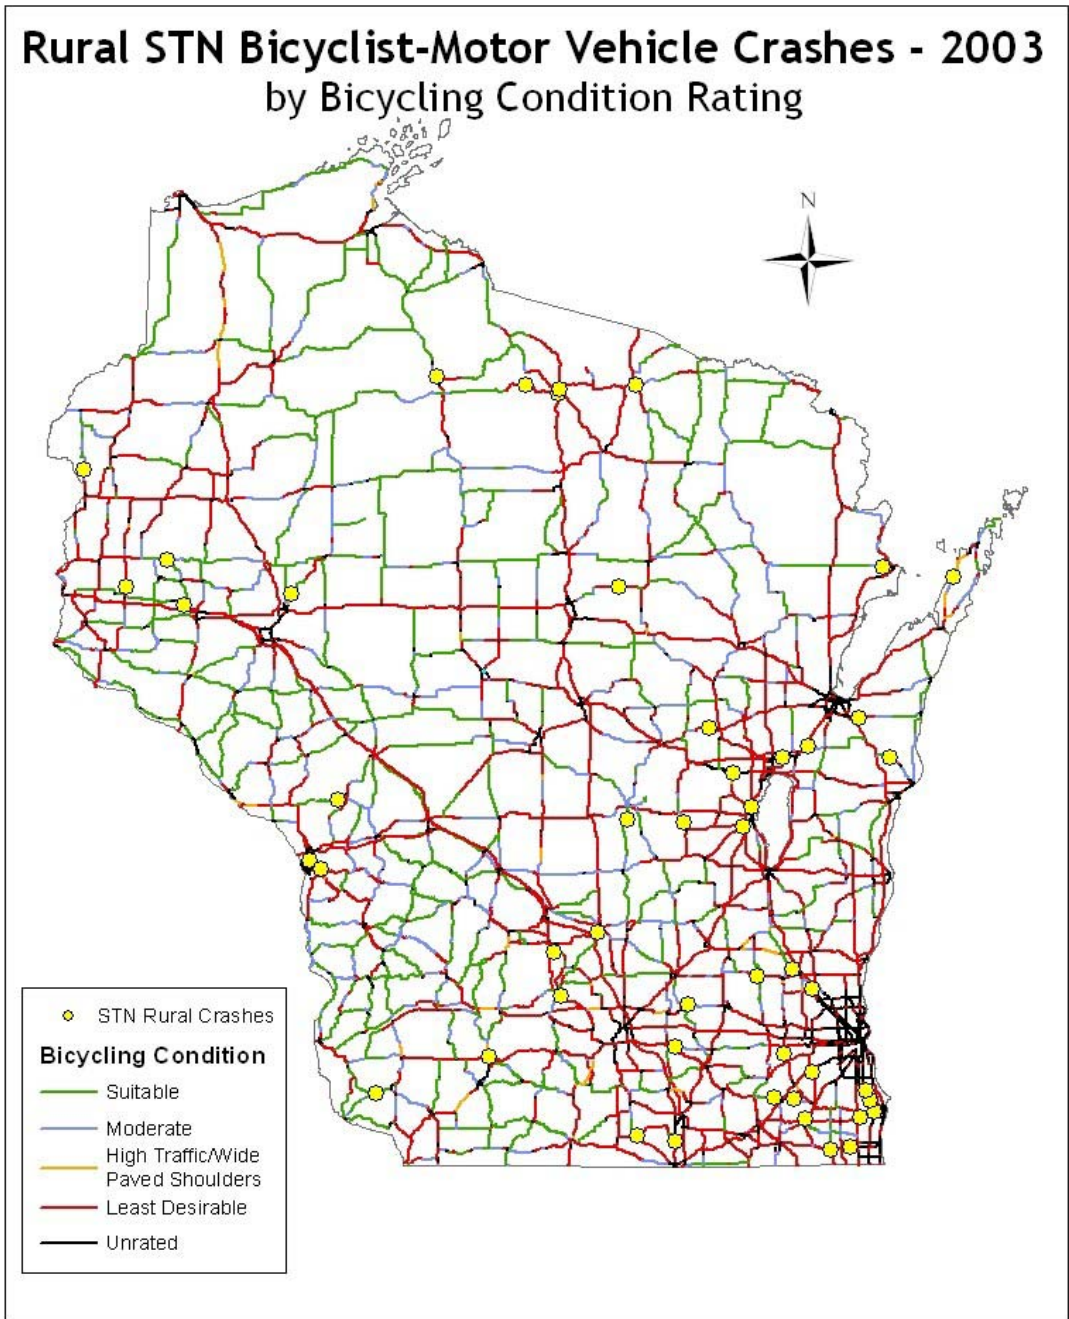 Rural STN Bicyclist-Motor Vehicle Crashes - 2003
by Bicycling Condition Rating
N
STN Rural Crashes
Bicycling Condition
Suitable
Moderate
High Traffic/Wide
Paved Shoulders
Least Desirable
Unrated